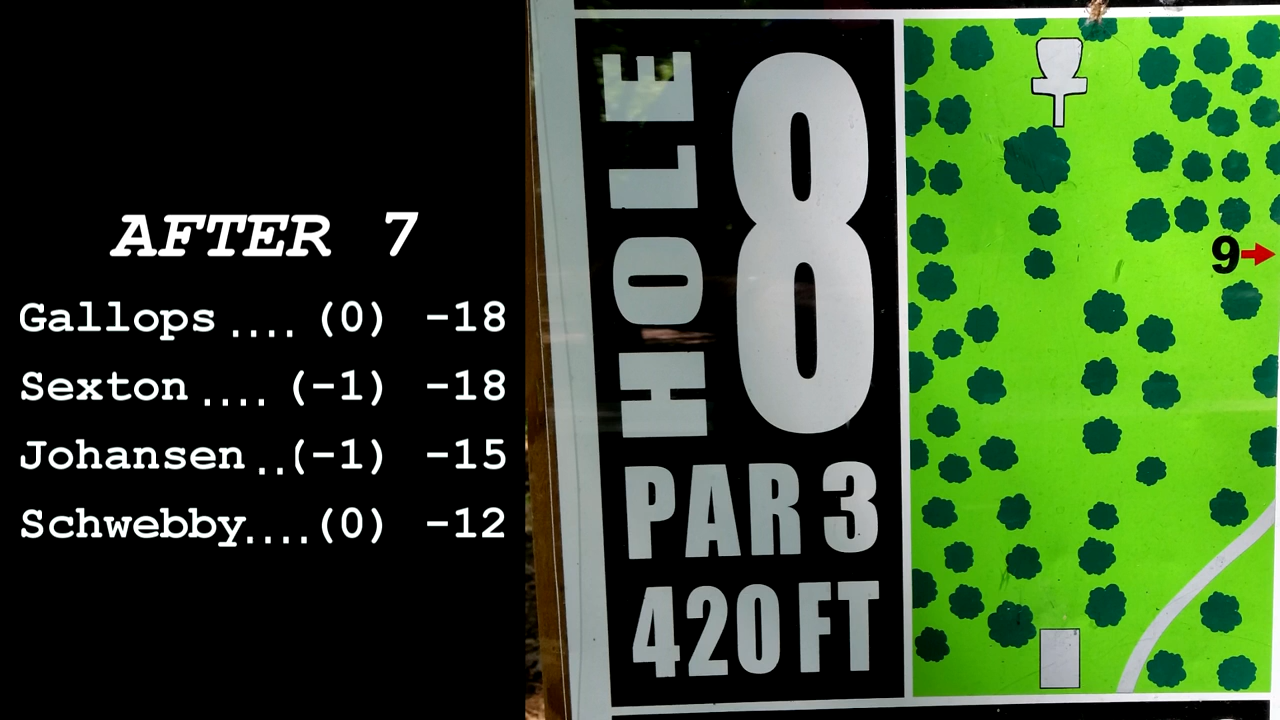 AFTER 7
Gallops .... (0) -18
Sexton .... (-1) -18
Johansen ..(-1) -15
Schwebby....(0) -12
HOLE 8
PAR 3
420 FT
9